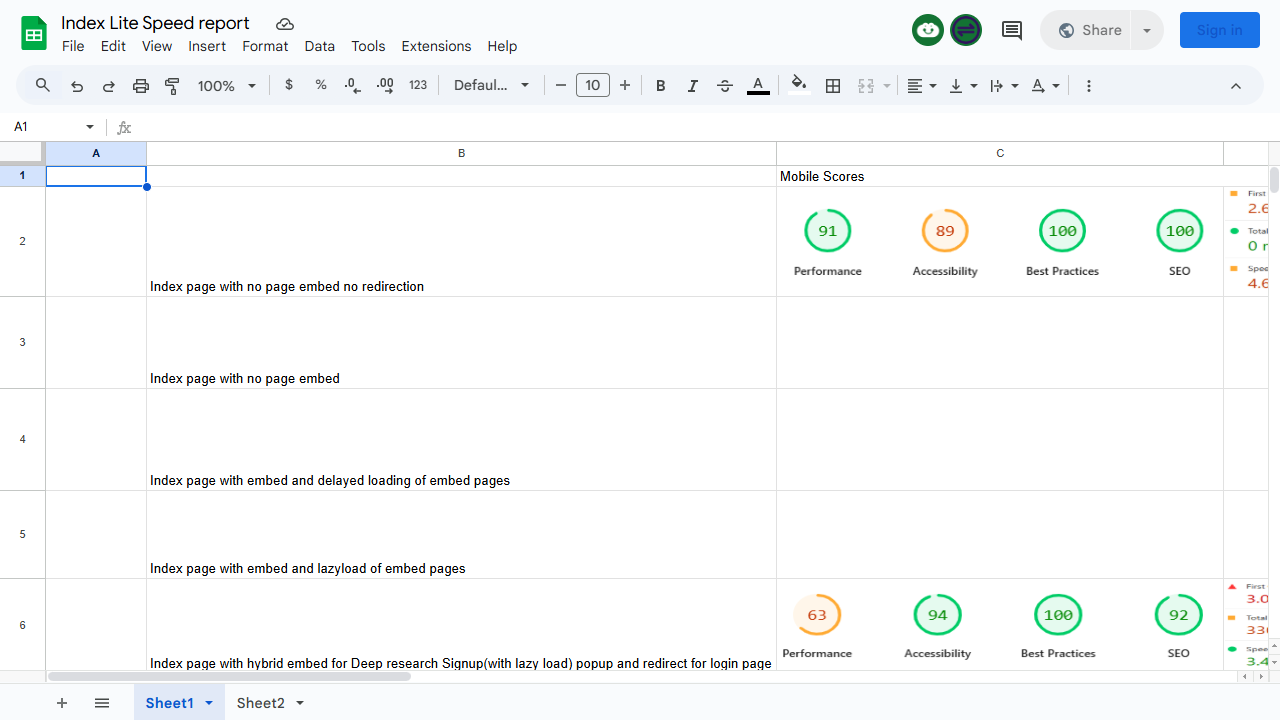 Index Lite Speed report
File Edit View Insert Format Data Tools Extensions Help
Share
Sign in
100% $ % .0 .00 123 Defaul... 10 B I A
A1 fx
A B C
1 Mobile Scores
2 Index page with no page embed no redirection
91 89 100 100
Performance Accessibility Best Practices SEO
First
2.6
Total
0
4.6
3 Index page with no page embed
4 Index page with embed and delayed loading of embed pages
5 Index page with embed and lazyload of embed pages
6 Index page with hybrid embed for Deep research Signup(with lazy load) popup and redirect for login page
63 94 100 92
Performance Accessibility Best Practices SEO
First
3.0
Total
3.4
Sheet1 Sheet2